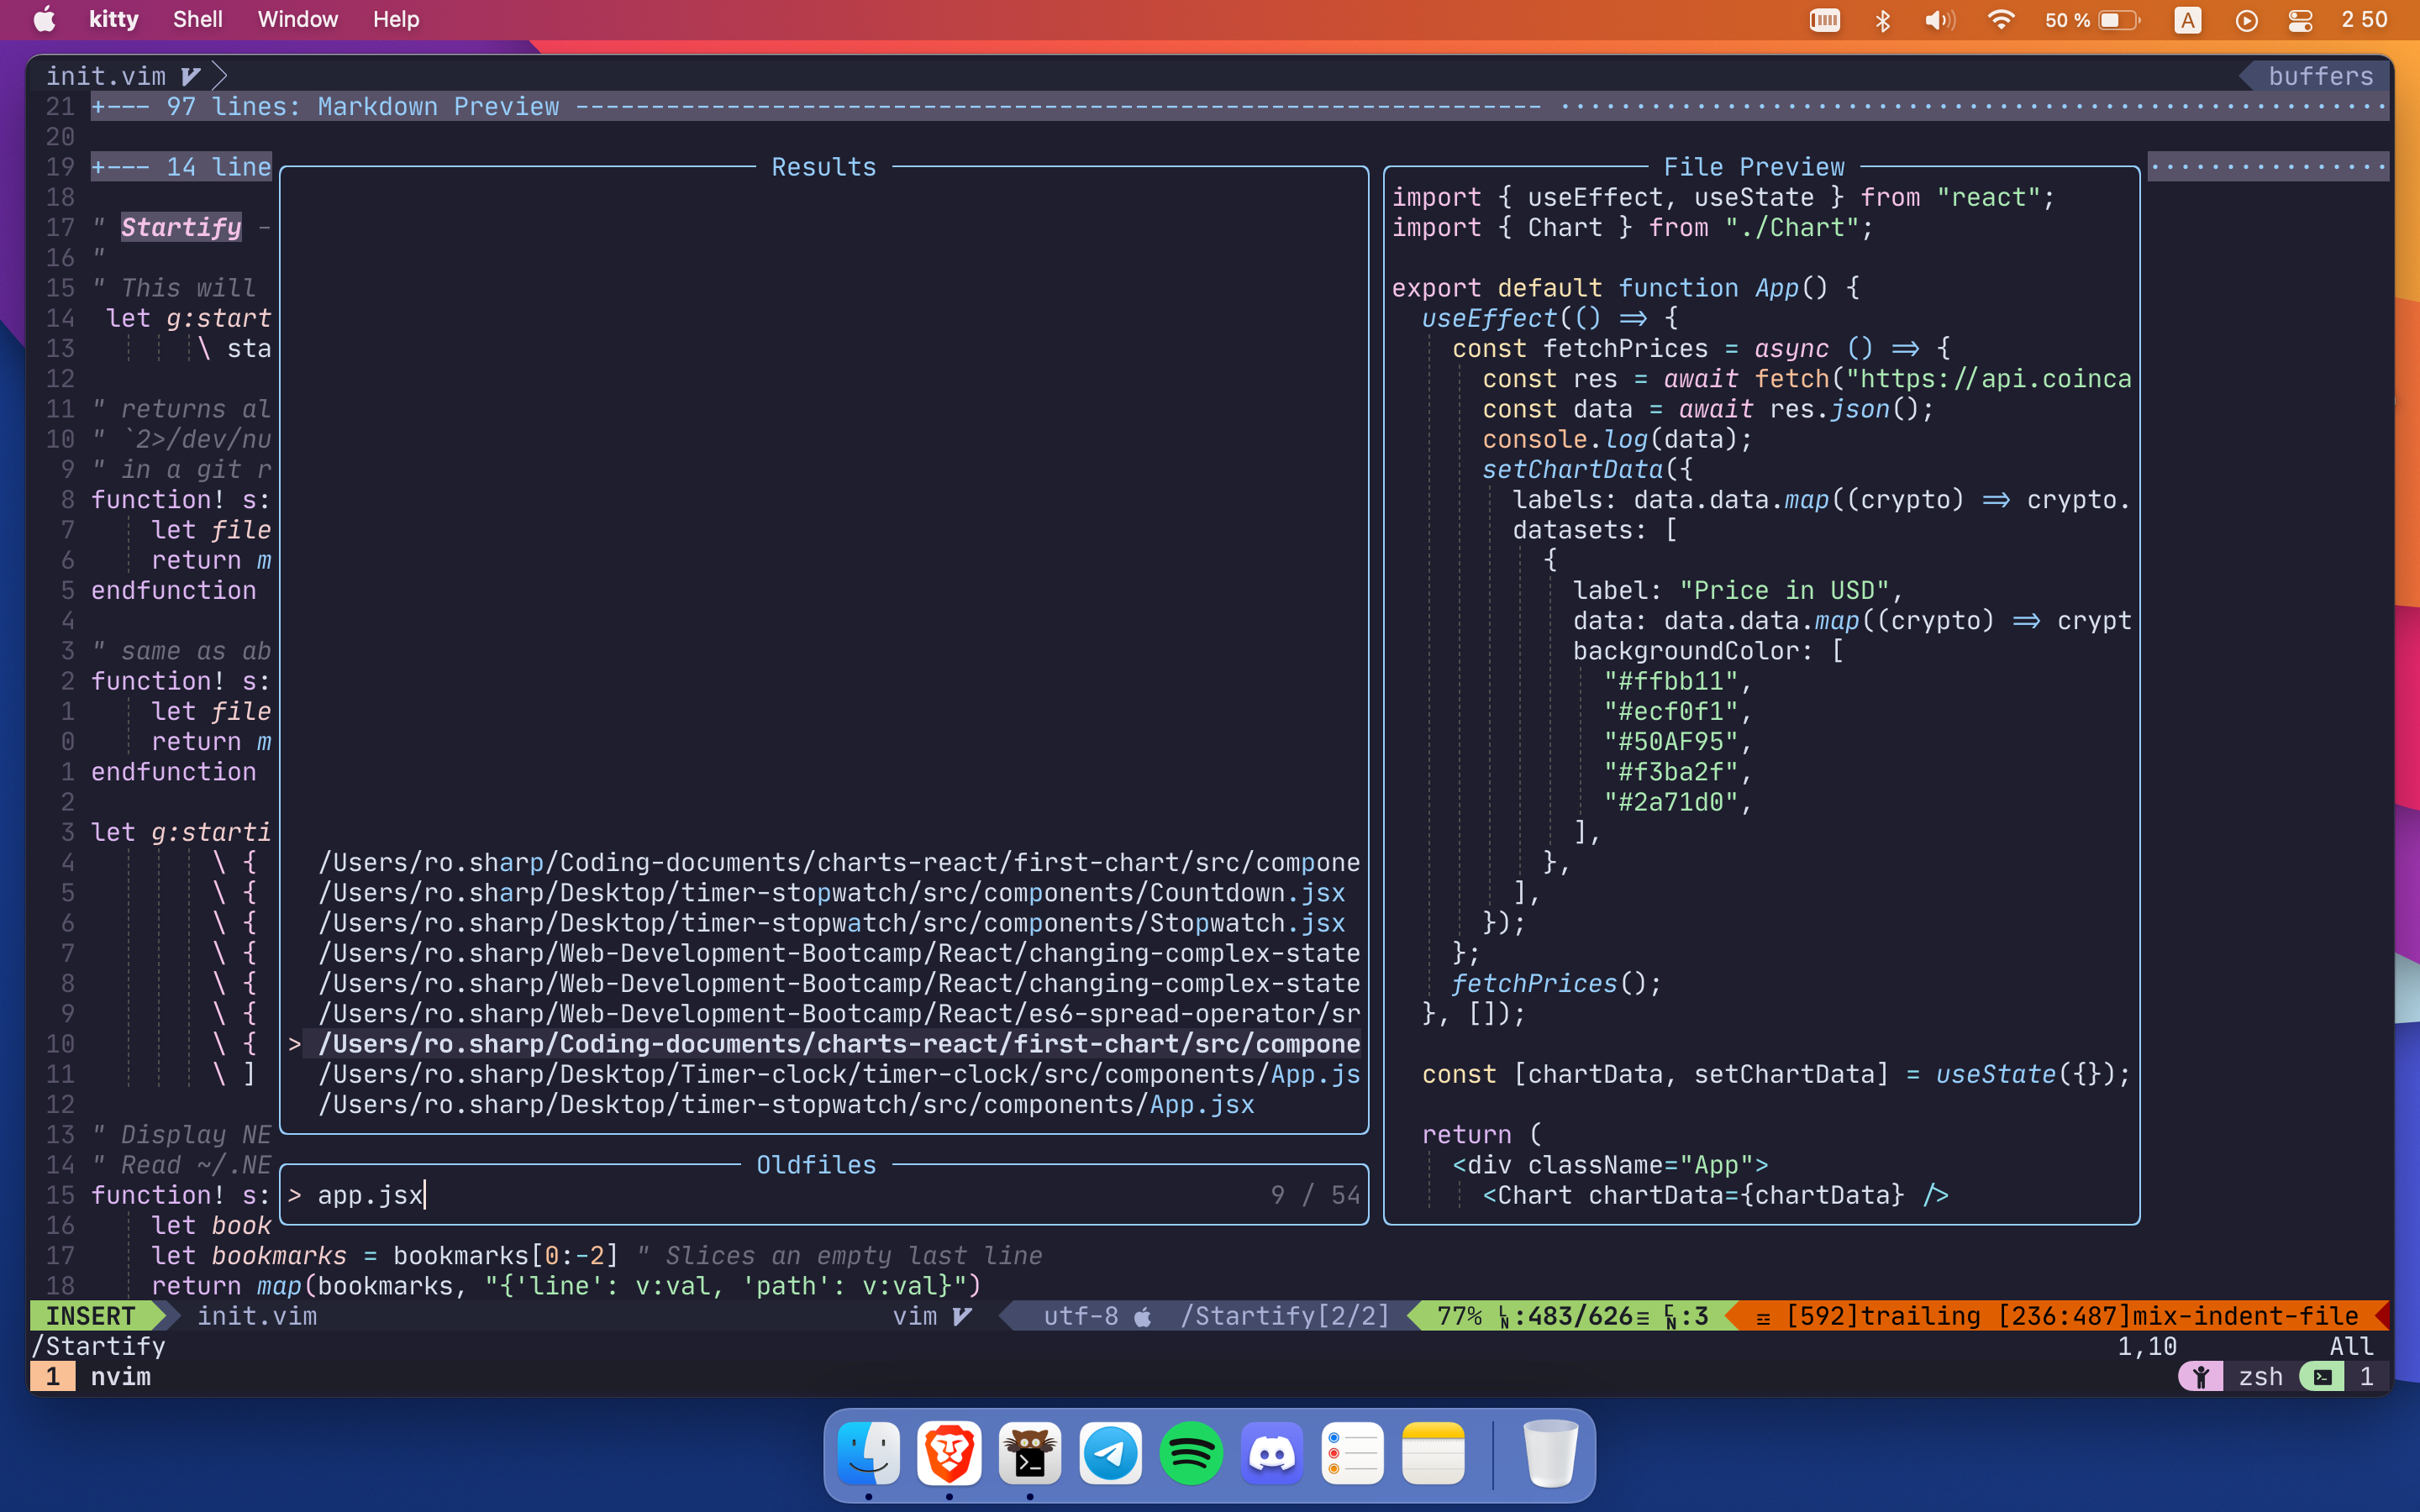 kitty Shell Window Help 50 % A 2 50
init.vim buffers
21 +--- 97 lines: Markdown Preview ----------------------------------------------------------------
20
19 +--- 14 line
18
17 " Startify -
16 "
15 " This will
14 let g:start
13 \ sta
12
11 " returns al
10 " `2>/dev/nu
9 " in a git r
8 function! s:
7 let file
6 return m
5 endfunction
4
3 " same as ab
2 function! s:
1 let file
0 return m
1 endfunction
2
3 let g:starti
4 \ {
5 \ {
6 \ {
7 \ {
8 \ {
9 \ {
10 \ {
11 \ ]
12
13 " Display NE
14 " Read ~/.NE
15 function! s:
16 let book
17 let bookmarks = bookmarks[0:-2] " Slices an empty last line
18 return map(bookmarks, "{'line': v:val, 'path': v:val}")
Results
/Users/ro.sharp/Coding-documents/charts-react/first-chart/src/compone
/Users/ro.sharp/Desktop/timer-stopwatch/src/components/Countdown.jsx
/Users/ro.sharp/Desktop/timer-stopwatch/src/components/Stopwatch.jsx
/Users/ro.sharp/Web-Development-Bootcamp/React/changing-complex-state
/Users/ro.sharp/Web-Development-Bootcamp/React/changing-complex-state
/Users/ro.sharp/Web-Development-Bootcamp/React/es6-spread-operator/sr
> /Users/ro.sharp/Coding-documents/charts-react/first-chart/src/compone
/Users/ro.sharp/Desktop/Timer-clock/timer-clock/src/components/App.js
/Users/ro.sharp/Desktop/timer-stopwatch/src/components/App.jsx
Oldfiles
> app.jsx 9 / 54
File Preview
import { useEffect, useState } from "react";
import { Chart } from "./Chart";
export default function App() {
useEffect(() => {
const fetchPrices = async () => {
const res = await fetch("https://api.coinca
const data = await res.json();
console.log(data);
setChartData({
labels: data.data.map((crypto) => crypto.
datasets: [
{
label: "Price in USD",
data: data.data.map((crypto) => crypt
backgroundColor: [
"#ffbb11",
"#ecf0f1",
"#50AF95",
"#f3ba2f",
"#2a71d0",
],
},
],
});
};
fetchPrices();
}, []);
const [chartData, setChartData] = useState({});
return (
<div className="App">
<Chart chartData={chartData} />
INSERT init.vim vim utf-8 /Startify[2/2] 77% LN:483/626≡ CN:3 [592]trailing [236:487]mix-indent-file
/Startify 1,10 All
1 nvim zsh 1